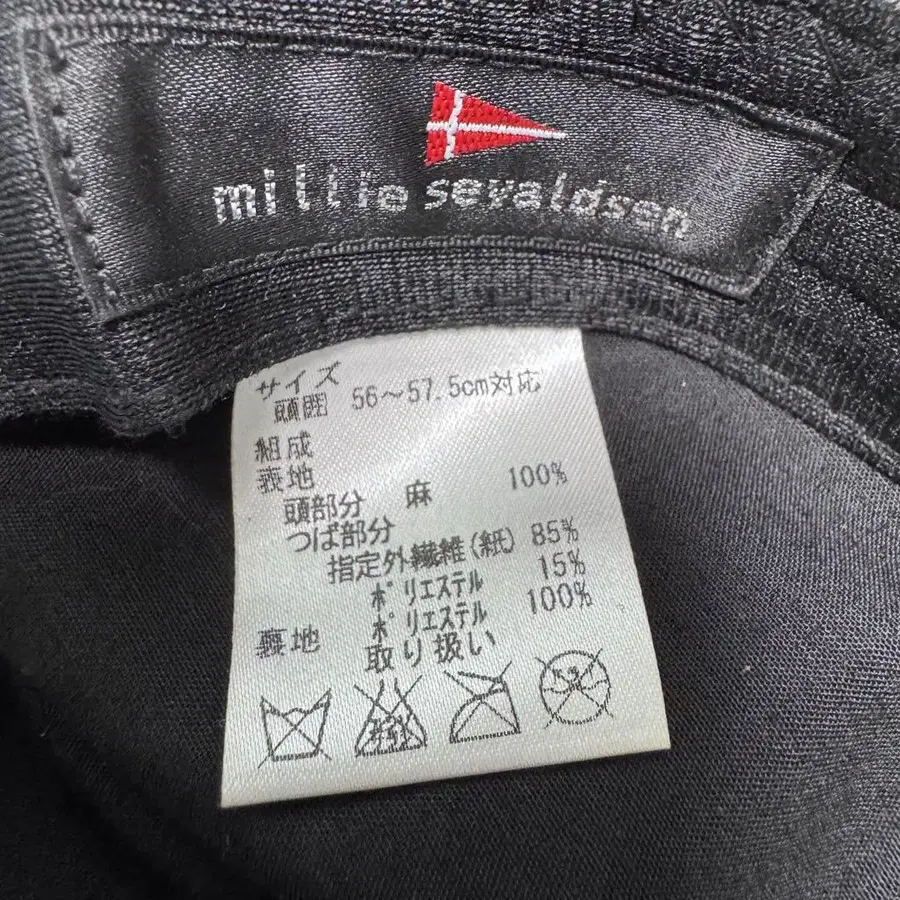 millie sevaldsen
サイズ
頭囲 56～57.5cm対応
組成
表地
頭部分 麻 100%
つば部分
指定外繊維(紙) 85%
ポリエステル 15%
裏地 ポリエステル 100%
取り扱い